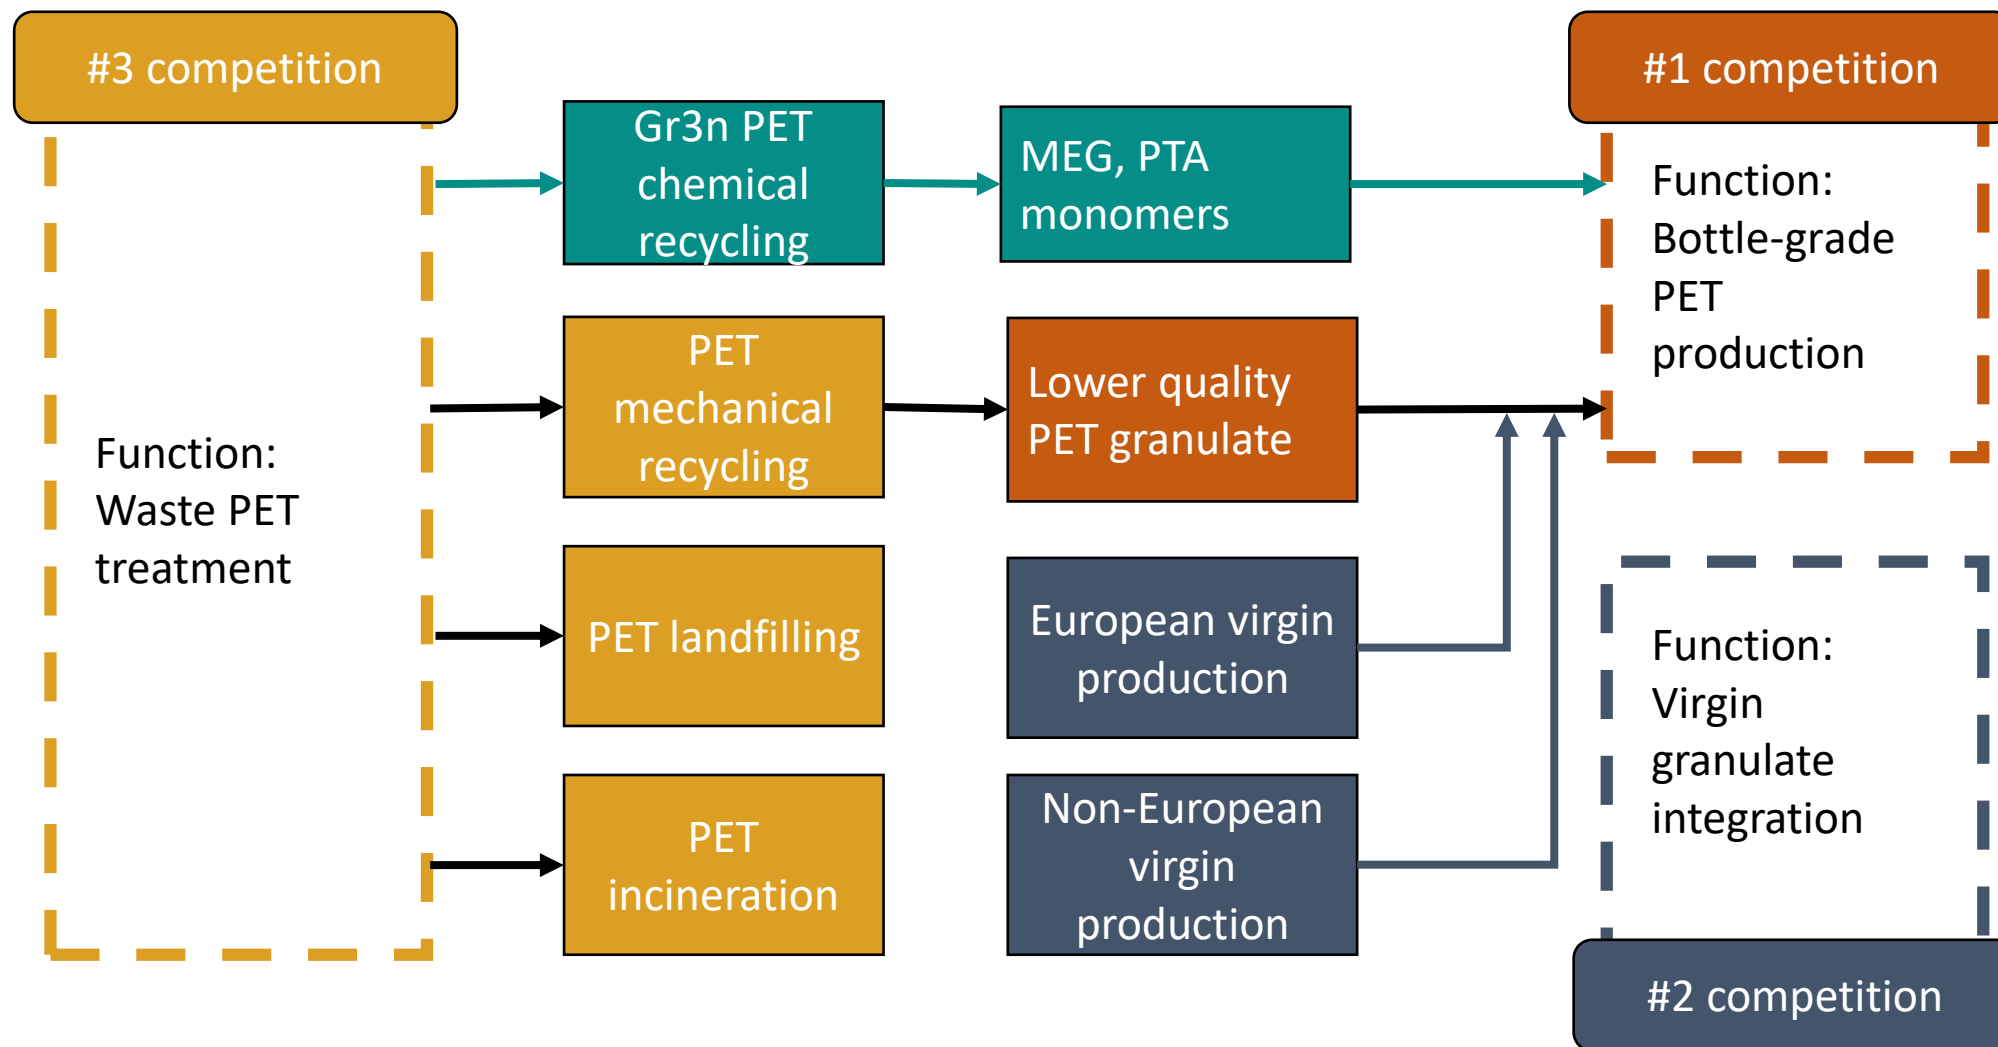 #3 competition
Function:
Waste PET
treatment
Gr3n PET
chemical
recycling
MEG, PTA
monomers
PET
mechanical
recycling
Lower quality
PET granulate
PET landfilling
European virgin
production
PET
incineration
Non-European
virgin
production
#1 competition
Function:
Bottle-grade
PET
production
Function:
Virgin
granulate
integration
#2 competition